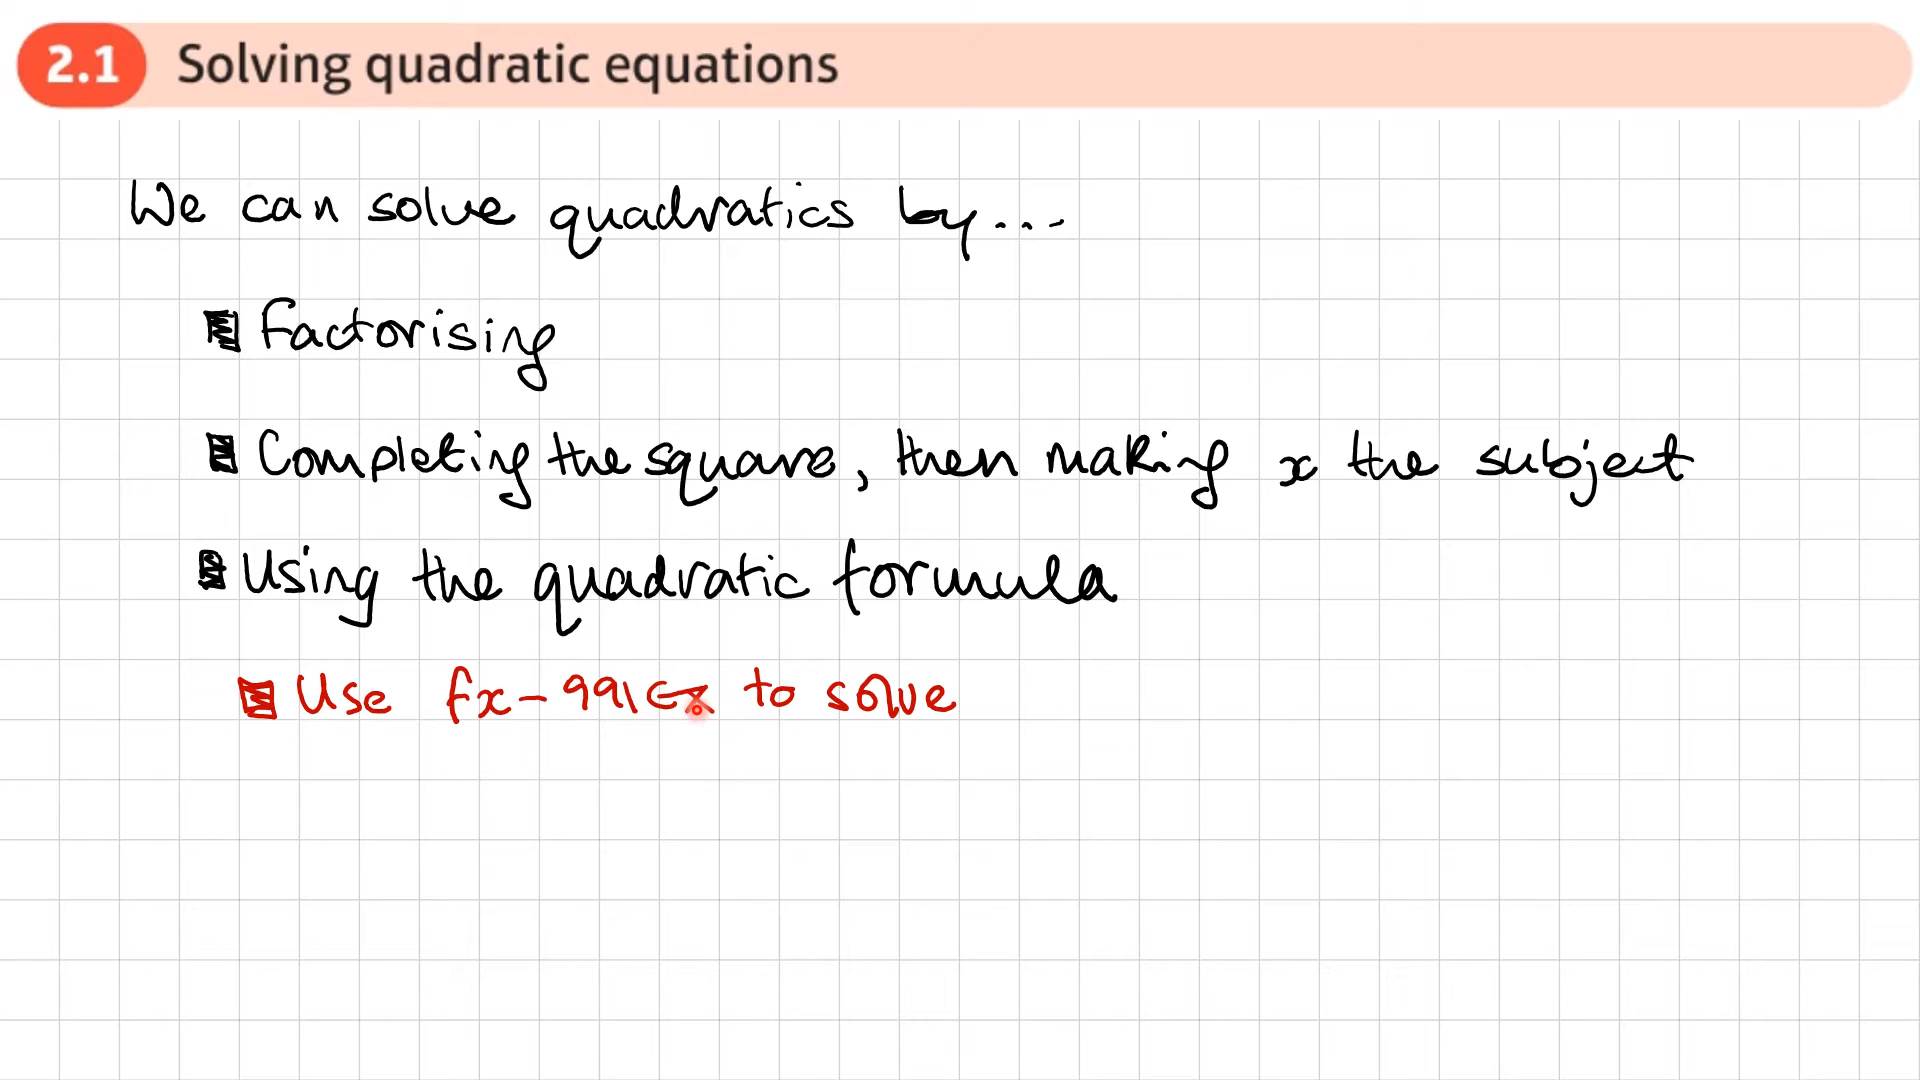 2.1 Solving quadratic equations
We can solve quadratics by...
Factorising
Completing the square, then making x the subject
Using the quadratic formula
Use fx-991EX to solve